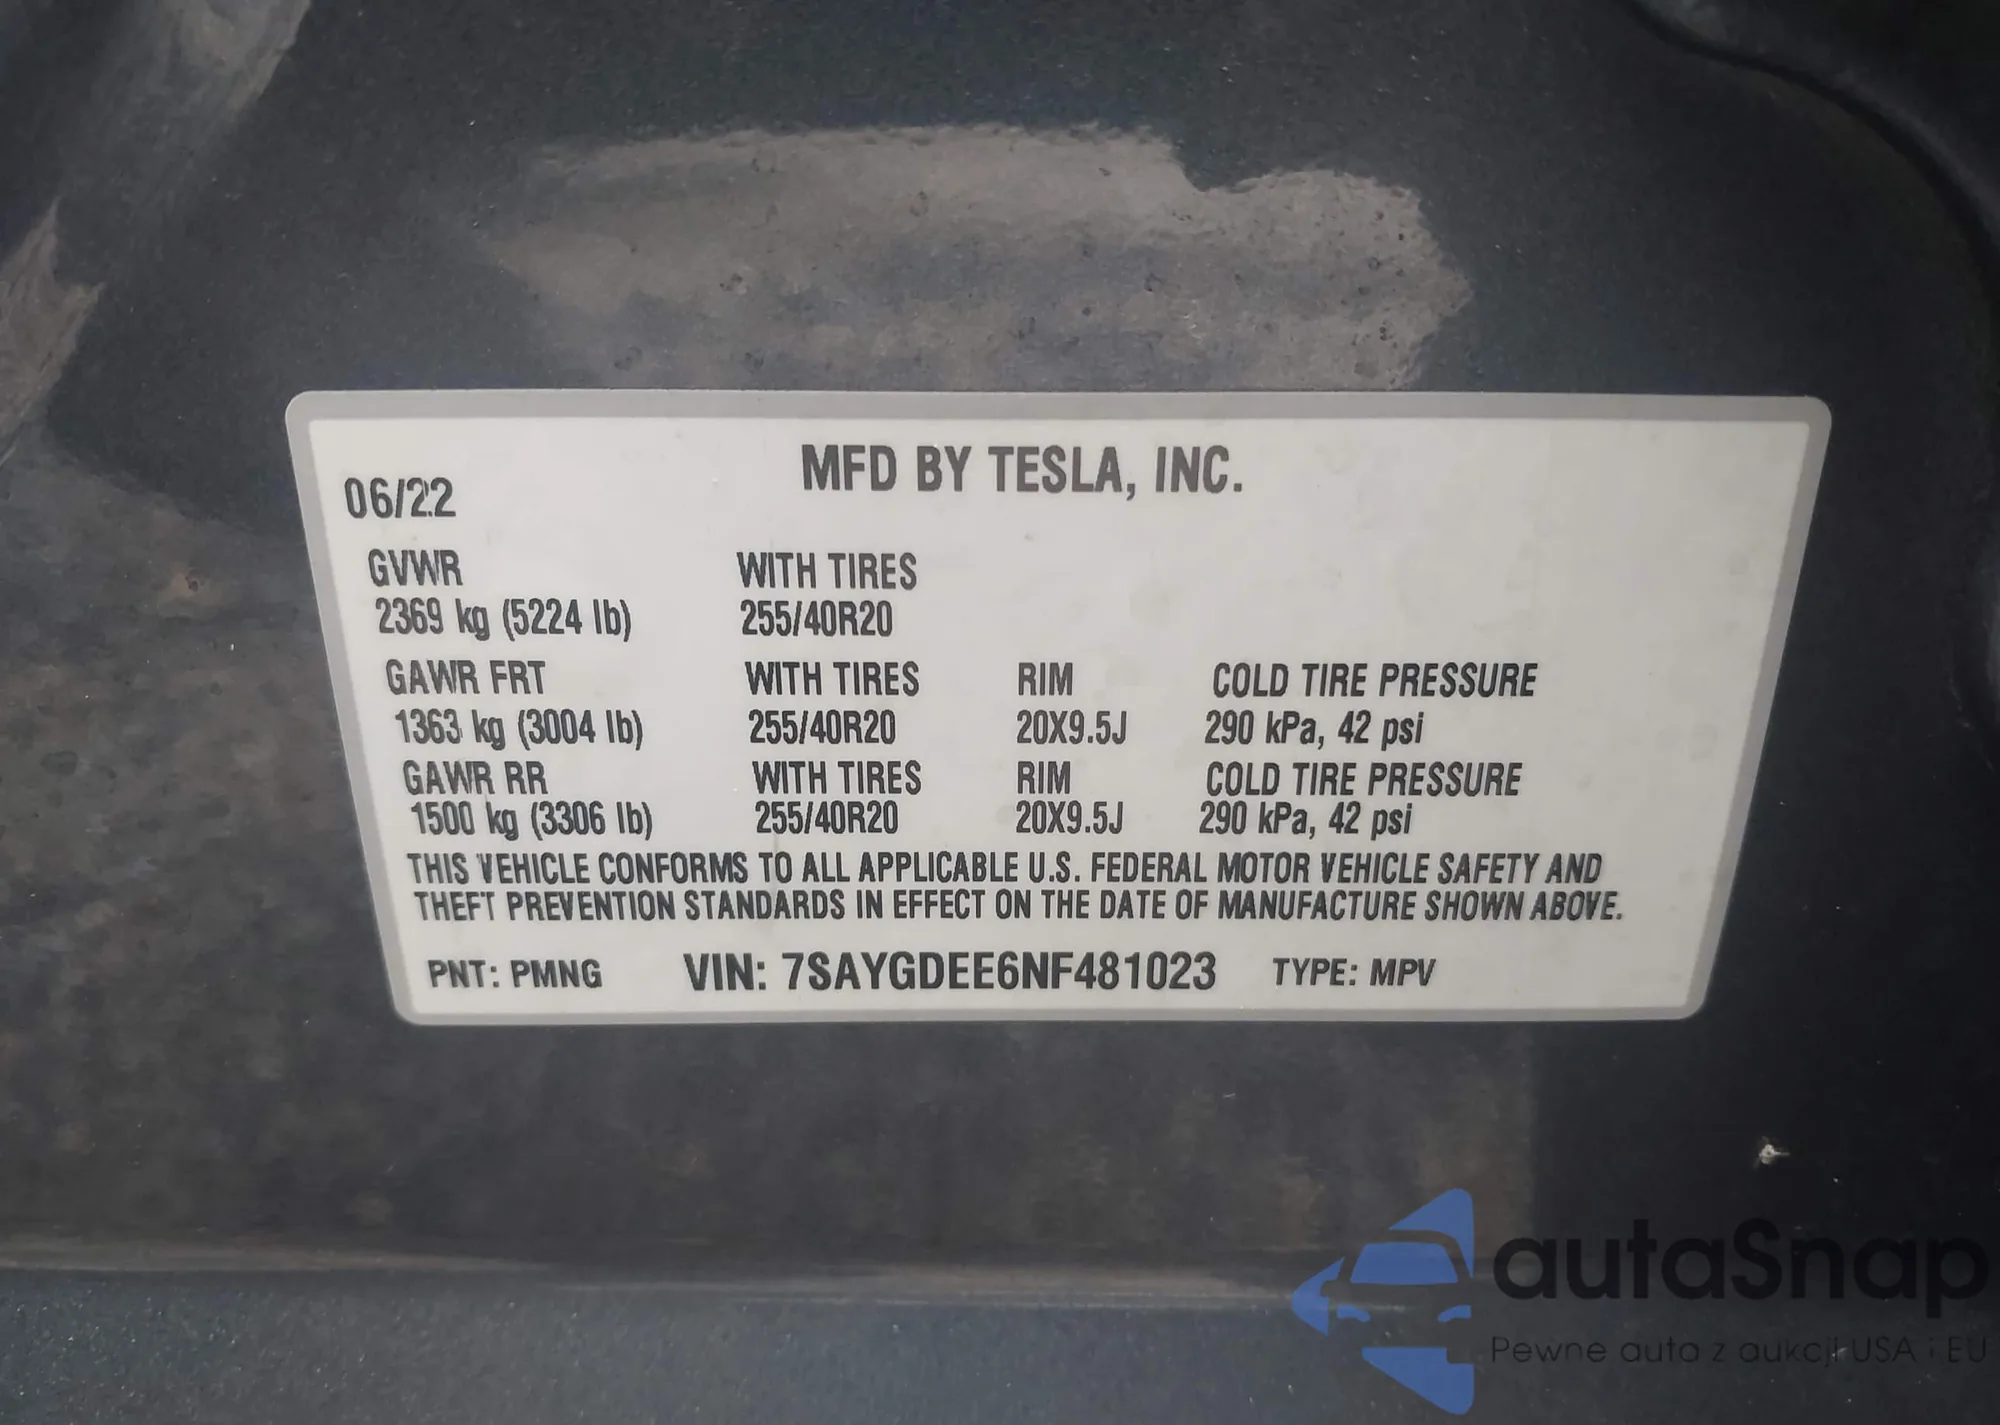 MFD BY TESLA, INC.
06/22
GVWR WITH TIRES
2369 kg (5224 lb) 255/40R20
GAWR FRT WITH TIRES RIM COLD TIRE PRESSURE
1363 kg (3004 lb) 255/40R20 20X9.5J 290 kPa, 42 psi
GAWR RR WITH TIRES RIM COLD TIRE PRESSURE
1500 kg (3306 lb) 255/40R20 20X9.5J 290 kPa, 42 psi
THIS VEHICLE CONFORMS TO ALL APPLICABLE U.S. FEDERAL MOTOR VEHICLE SAFETY AND
THEFT PREVENTION STANDARDS IN EFFECT ON THE DATE OF MANUFACTURE SHOWN ABOVE.
PNT: PMNG VIN: 7SAYGDEE6NF481023 TYPE: MPV
autaSnap
Pewne auta z aukcji USA i EU